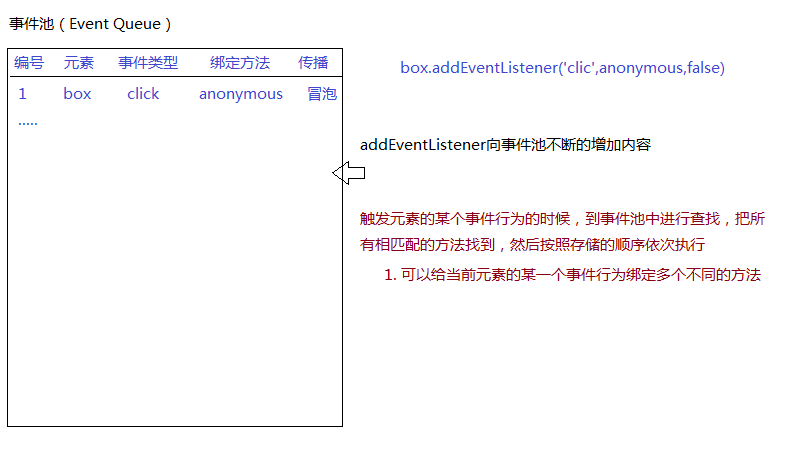 事件池（Event Queue）
编号 元素 事件类型 绑定方法 传播
1 box click anonymous 冒泡
.....
box.addEventListener('clic',anonymous,false)
addEventListener向事件池不断的增加内容
触发元素的某个事件行为的时候，到事件池中进行查找，把所
有相匹配的方法找到，然后按照存储的顺序依次执行
1. 可以给当前元素的某一个事件行为绑定多个不同的方法